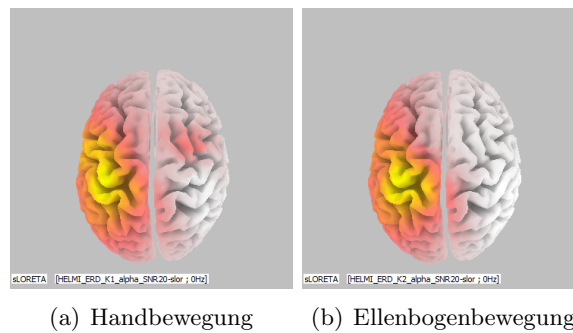 sLORETA [HELMI_ERD_K1_alpha_SNR20-slor ; 0Hz]
sLORETA [HELMI_ERD_K2_alpha_SNR20-slor ; 0Hz]
(a) Handbewegung
(b) Ellenbogenbewegung